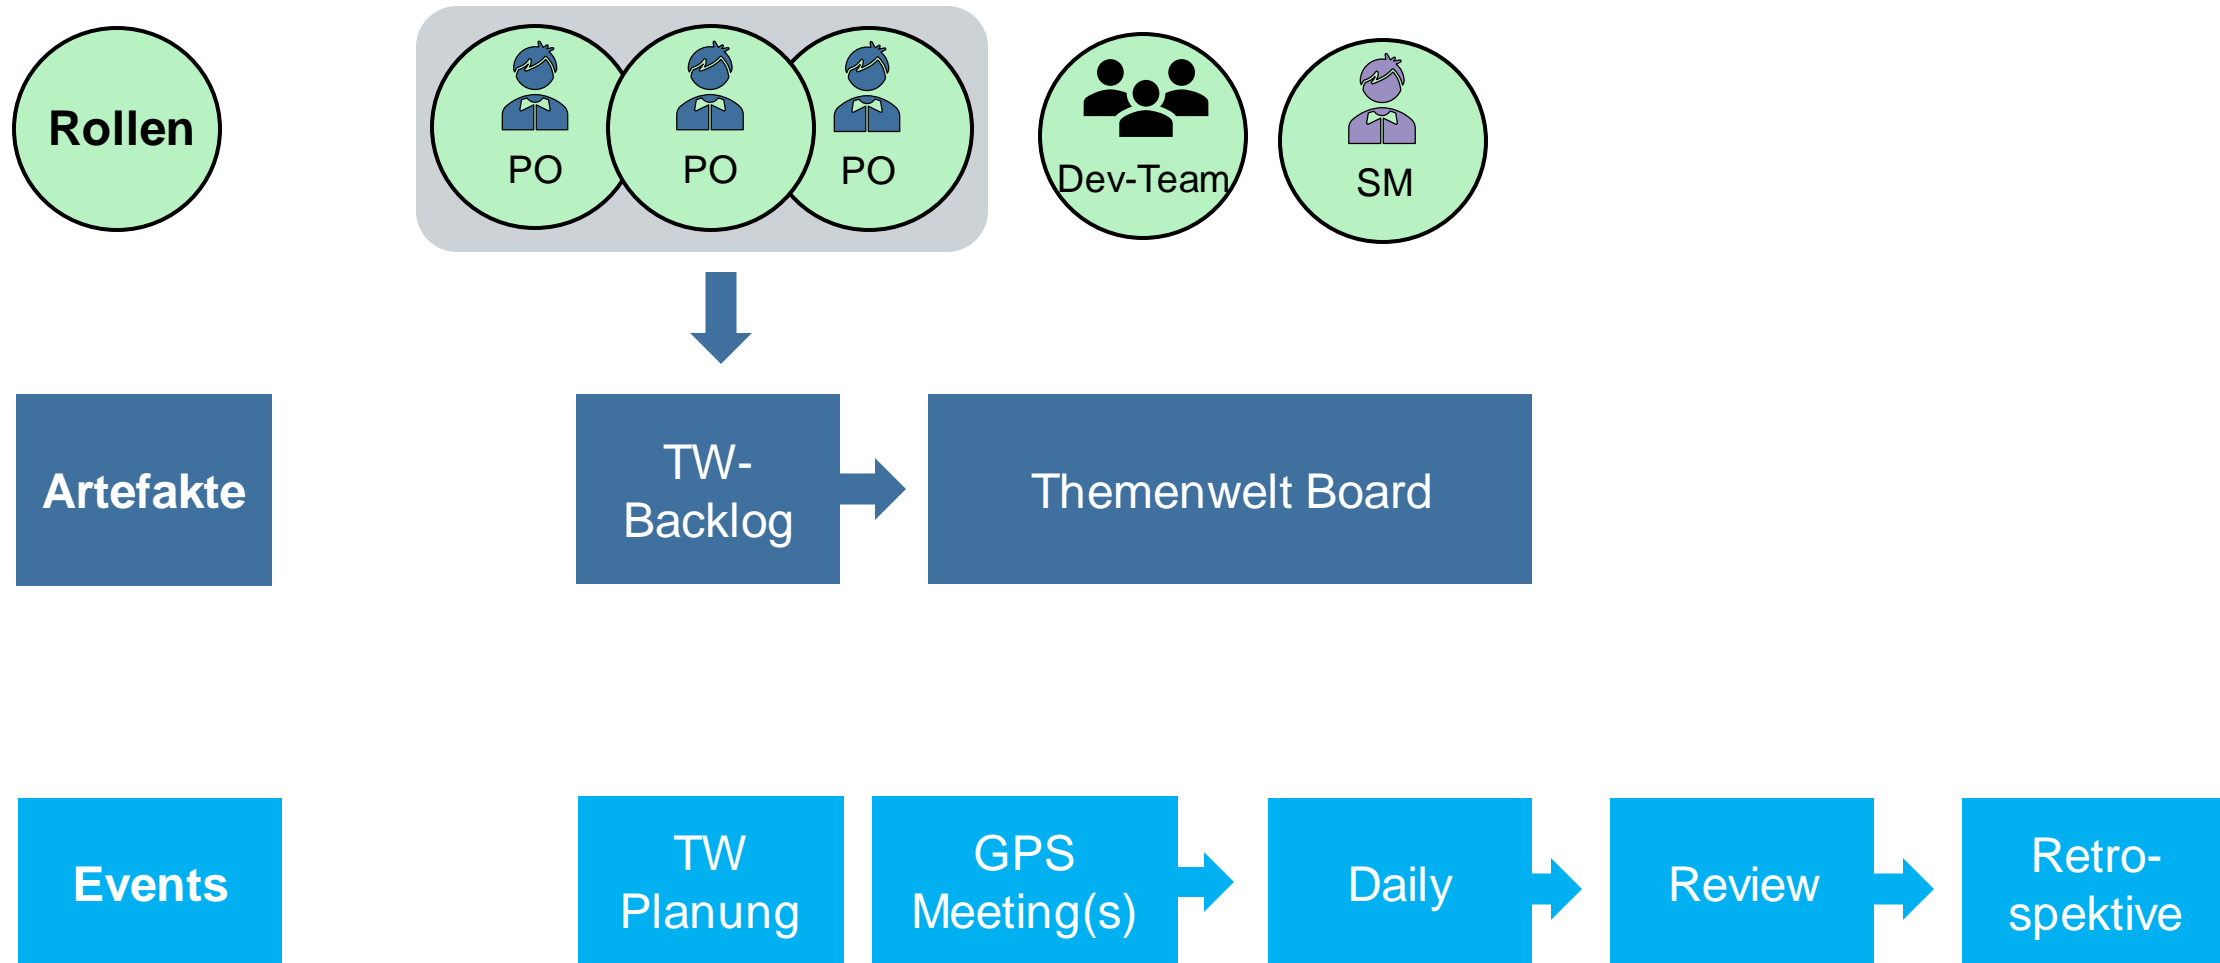 Rollen
PO
PO
PO
Dev-Team
SM
Artefakte
TW-
Backlog
Themenwelt Board
Events
TW
Planung
GPS
Meeting(s)
Daily
Review
Retro-
spektive